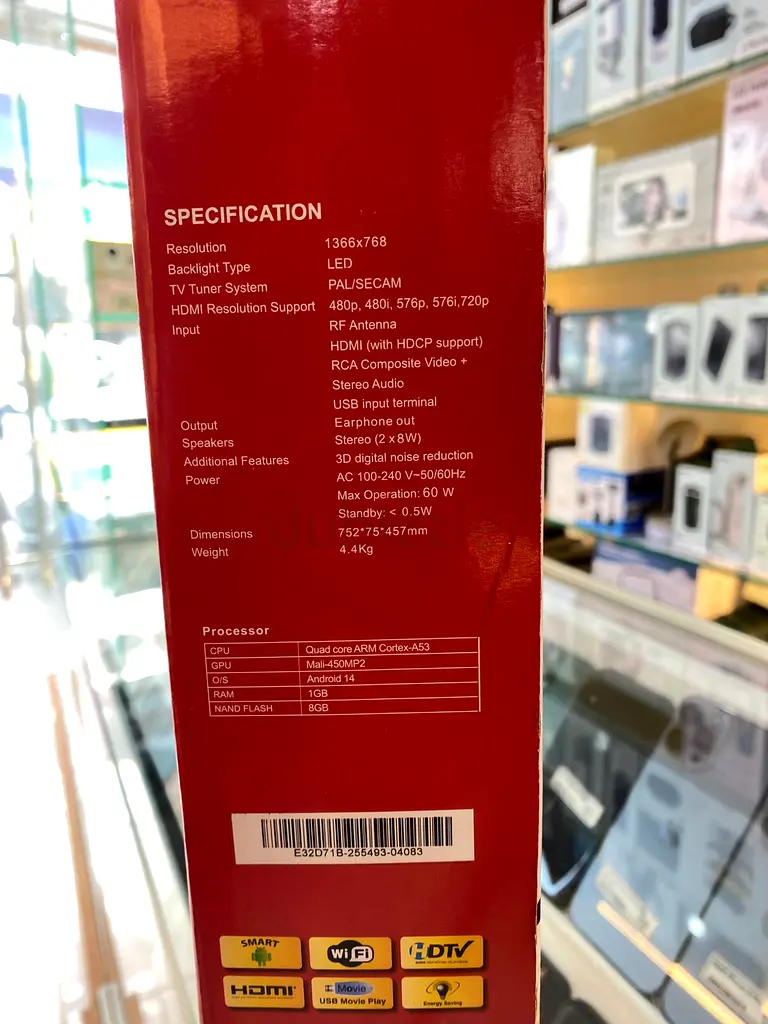 SPECIFICATION
Resolution 1366x768
Backlight Type LED
TV Tuner System PAL/SECAM
HDMI Resolution Support 480p, 480i, 576p, 576i,720p
Input RF Antenna
HDMI (with HDCP support)
RCA Composite Video +
Stereo Audio
USB input terminal
Output Earphone out
Speakers Stereo (2 x 8W)
Additional Features 3D digital noise reduction
Power AC 100-240 V~50/60Hz
Max Operation: 60 W
Standby: < 0.5W
Dimensions 752*75*457mm
Weight 4.4Kg
Processor
CPU Quad core ARM Cortex-A53
GPU Mali-450MP2
O/S Android 14
RAM 1GB
NAND FLASH 8GB
E32D71B-255493-04083
SMART WiFi HDTV
HDMI Movie
USB Movie Play Energy Saving